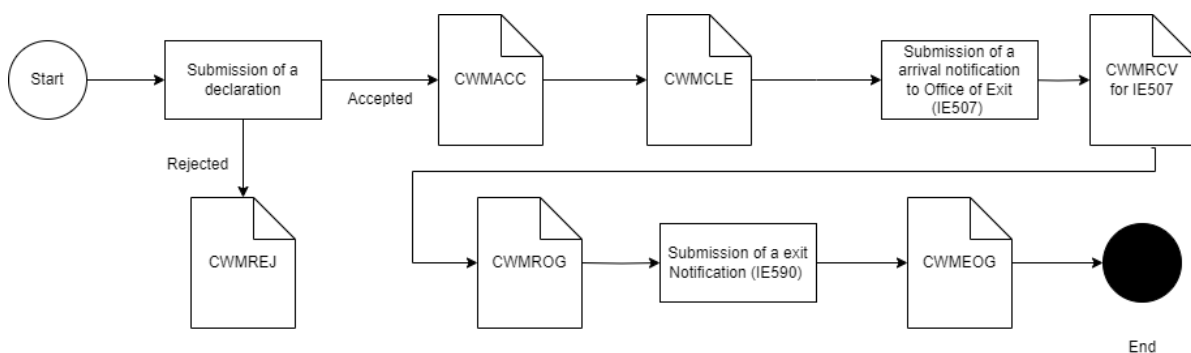 Start
Submission of a
declaration
Accepted
Rejected
CWMREJ
CWMACC
CWMCLE
Submission of a
arrival notification
to Office of Exit
(IE507)
CWMRCV
for IE507
CWMROG
Submission of a exit
Notification (IE590)
CWMEOG
End